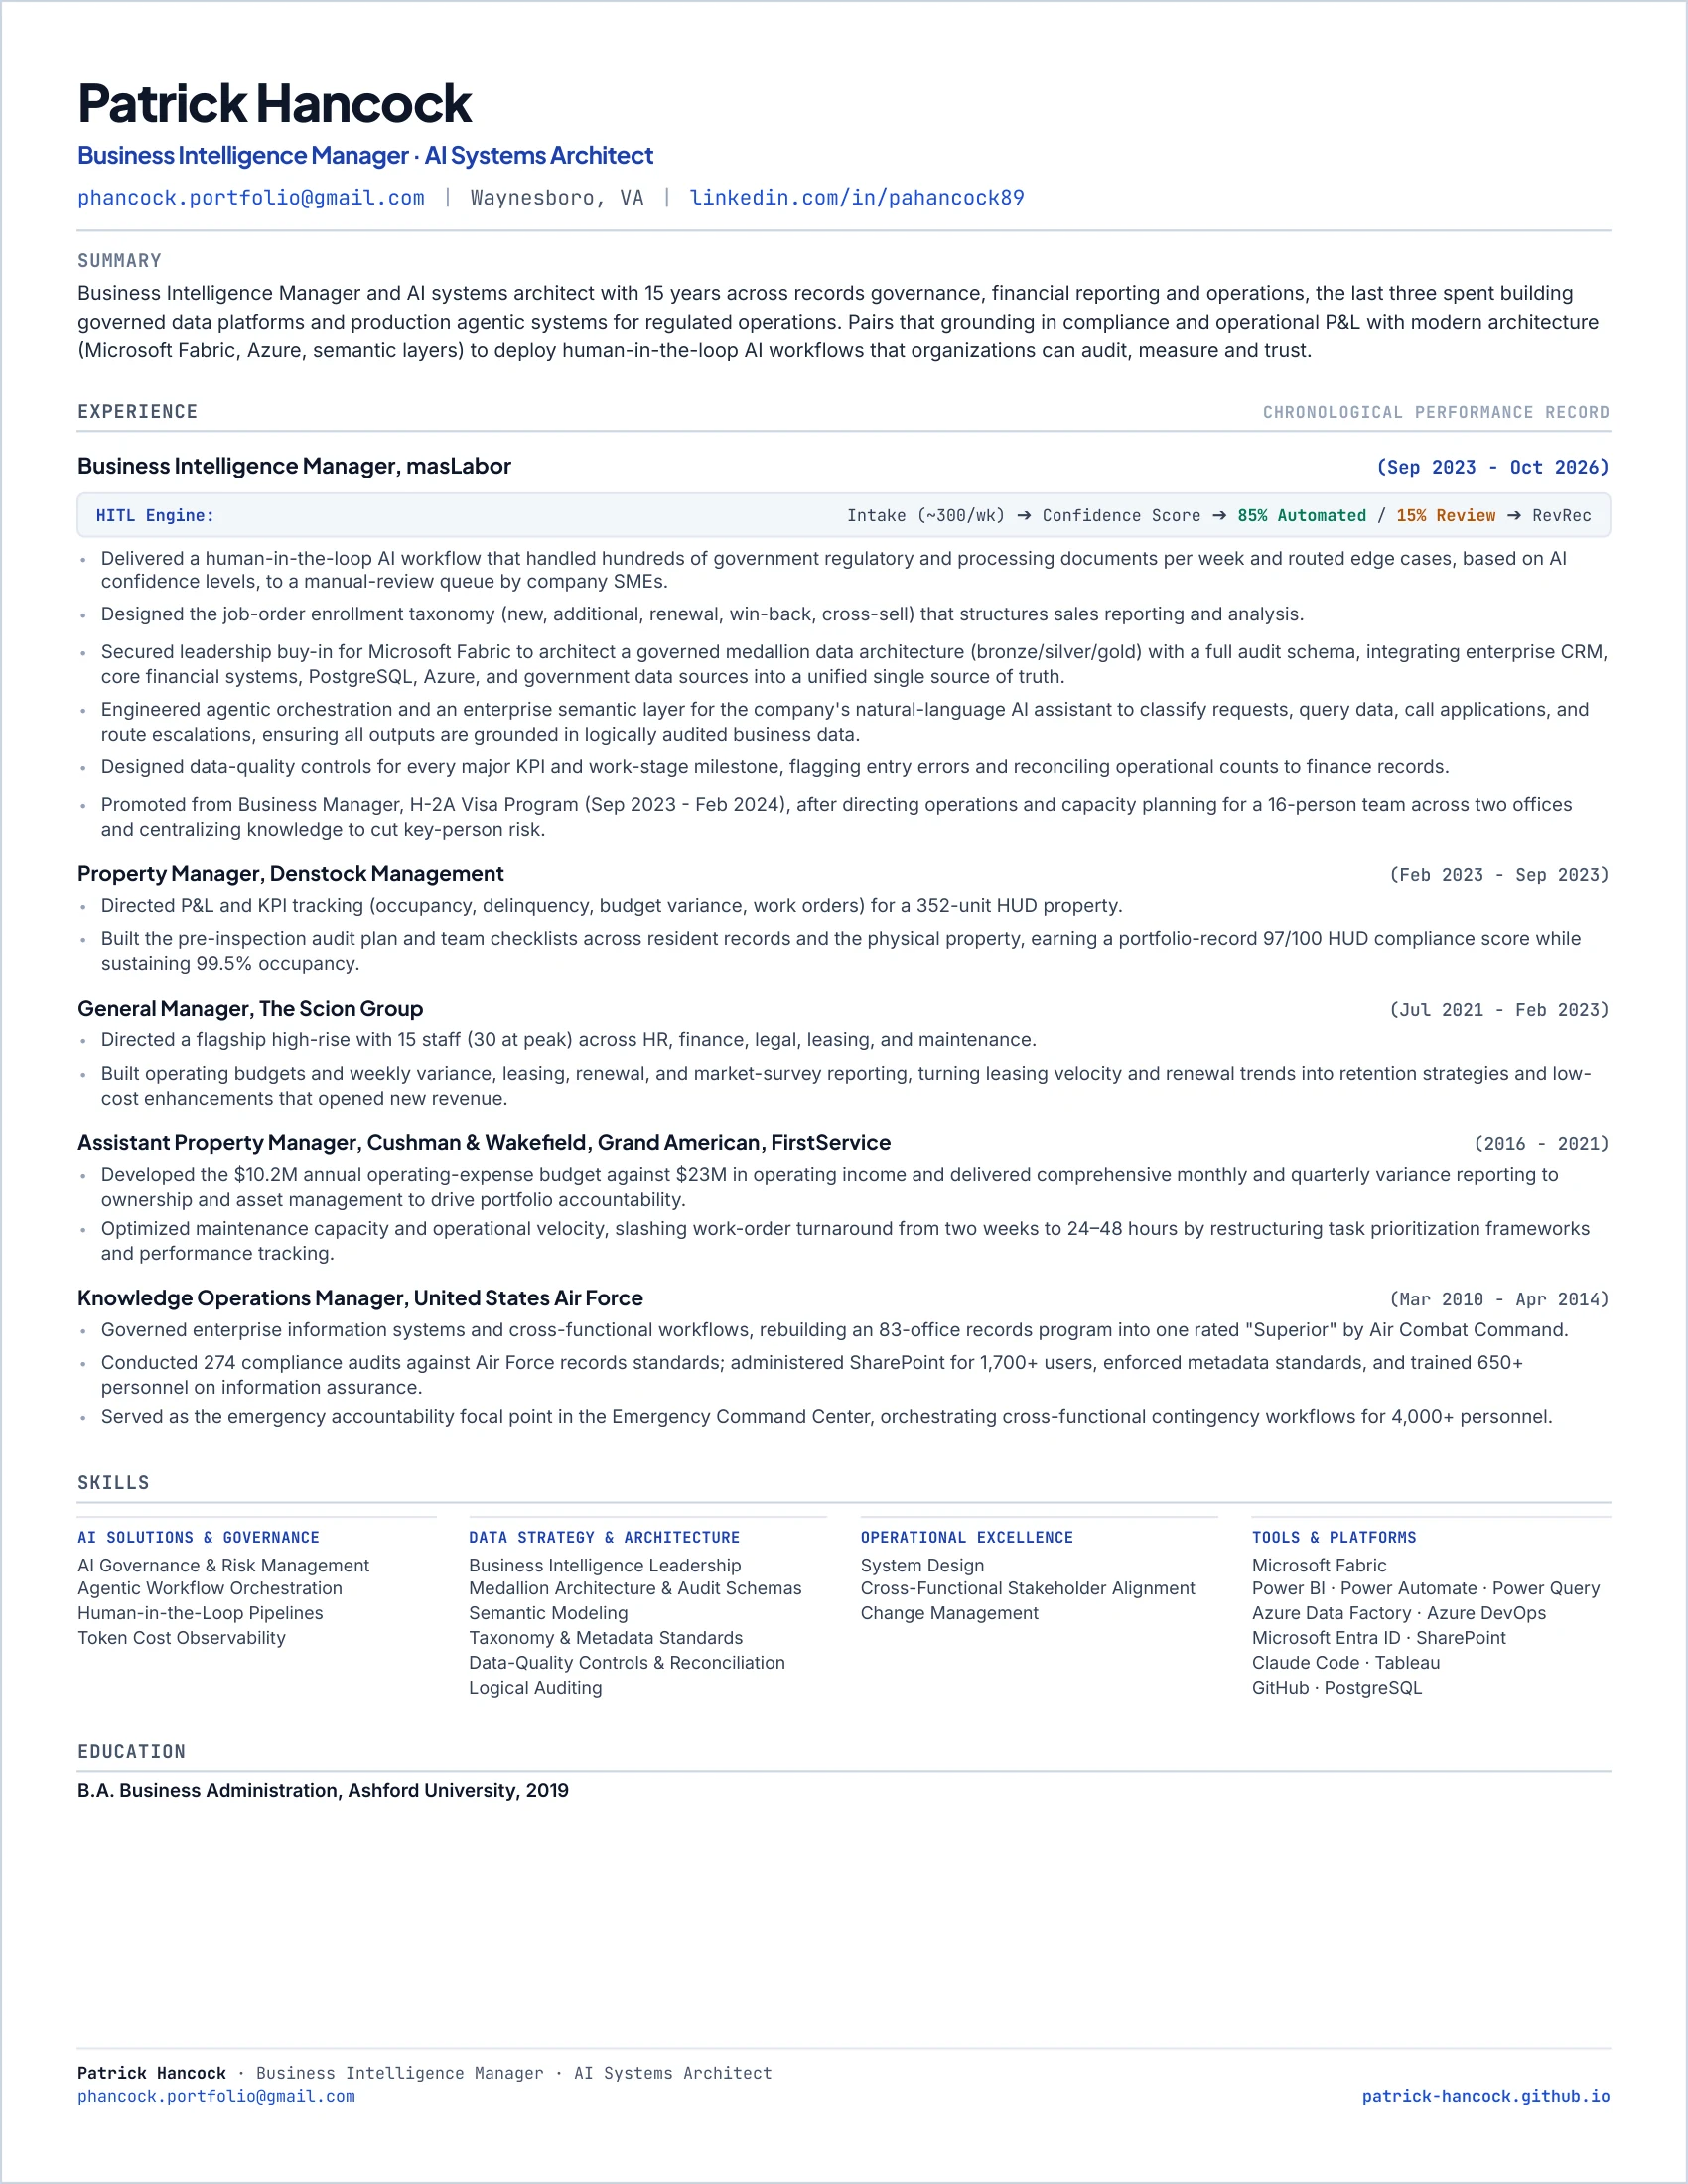 Patrick Hancock
Business Intelligence Manager · AI Systems Architect
phancock.portfolio@gmail.com | Waynesboro, VA | linkedin.com/in/pahancock89
SUMMARY
Business Intelligence Manager and AI systems architect with 15 years across records governance, financial reporting and operations, the last three spent building
governed data platforms and production agentic systems for regulated operations. Pairs that grounding in compliance and operational P&L with modern architecture
(Microsoft Fabric, Azure, semantic layers) to deploy human-in-the-loop AI workflows that organizations can audit, measure and trust.
EXPERIENCE CHRONOLOGICAL PERFORMANCE RECORD
Business Intelligence Manager, masLabor (Sep 2023 - Oct 2026)
HITL Engine: Intake (~300/wk) → Confidence Score → 85% Automated / 15% Review → RevRec
• Delivered a human-in-the-loop AI workflow that handled hundreds of government regulatory and processing documents per week and routed edge cases, based on AI
confidence levels, to a manual-review queue by company SMEs.
• Designed the job-order enrollment taxonomy (new, additional, renewal, win-back, cross-sell) that structures sales reporting and analysis.
• Secured leadership buy-in for Microsoft Fabric to architect a governed medallion data architecture (bronze/silver/gold) with a full audit schema, integrating enterprise CRM,
core financial systems, PostgreSQL, Azure, and government data sources into a unified single source of truth.
• Engineered agentic orchestration and an enterprise semantic layer for the company's natural-language AI assistant to classify requests, query data, call applications, and
route escalations, ensuring all outputs are grounded in logically audited business data.
• Designed data-quality controls for every major KPI and work-stage milestone, flagging entry errors and reconciling operational counts to finance records.
• Promoted from Business Manager, H-2A Visa Program (Sep 2023 - Feb 2024), after directing operations and capacity planning for a 16-person team across two offices
and centralizing knowledge to cut key-person risk.
Property Manager, Denstock Management (Feb 2023 - Sep 2023)
• Directed P&L and KPI tracking (occupancy, delinquency, budget variance, work orders) for a 352-unit HUD property.
• Built the pre-inspection audit plan and team checklists across resident records and the physical property, earning a portfolio-record 97/100 HUD compliance score while
sustaining 99.5% occupancy.
General Manager, The Scion Group (Jul 2021 - Feb 2023)
• Directed a flagship high-rise with 15 staff (30 at peak) across HR, finance, legal, leasing, and maintenance.
• Built operating budgets and weekly variance, leasing, renewal, and market-survey reporting, turning leasing velocity and renewal trends into retention strategies and low-
cost enhancements that opened new revenue.
Assistant Property Manager, Cushman & Wakefield, Grand American, FirstService (2016 - 2021)
• Developed the $10.2M annual operating-expense budget against $23M in operating income and delivered comprehensive monthly and quarterly variance reporting to
ownership and asset management to drive portfolio accountability.
• Optimized maintenance capacity and operational velocity, slashing work-order turnaround from two weeks to 24–48 hours by restructuring task prioritization frameworks
and performance tracking.
Knowledge Operations Manager, United States Air Force (Mar 2010 - Apr 2014)
• Governed enterprise information systems and cross-functional workflows, rebuilding an 83-office records program into one rated "Superior" by Air Combat Command.
• Conducted 274 compliance audits against Air Force records standards; administered SharePoint for 1,700+ users, enforced metadata standards, and trained 650+
personnel on information assurance.
• Served as the emergency accountability focal point in the Emergency Command Center, orchestrating cross-functional contingency workflows for 4,000+ personnel.
SKILLS
AI SOLUTIONS & GOVERNANCE
AI Governance & Risk Management
Agentic Workflow Orchestration
Human-in-the-Loop Pipelines
Token Cost Observability
DATA STRATEGY & ARCHITECTURE
Business Intelligence Leadership
Medallion Architecture & Audit Schemas
Semantic Modeling
Taxonomy & Metadata Standards
Data-Quality Controls & Reconciliation
Logical Auditing
OPERATIONAL EXCELLENCE
System Design
Cross-Functional Stakeholder Alignment
Change Management
TOOLS & PLATFORMS
Microsoft Fabric
Power BI · Power Automate · Power Query
Azure Data Factory · Azure DevOps
Microsoft Entra ID · SharePoint
Claude Code · Tableau
GitHub · PostgreSQL
EDUCATION
B.A. Business Administration, Ashford University, 2019
Patrick Hancock · Business Intelligence Manager · AI Systems Architect
phancock.portfolio@gmail.com patrick-hancock.github.io